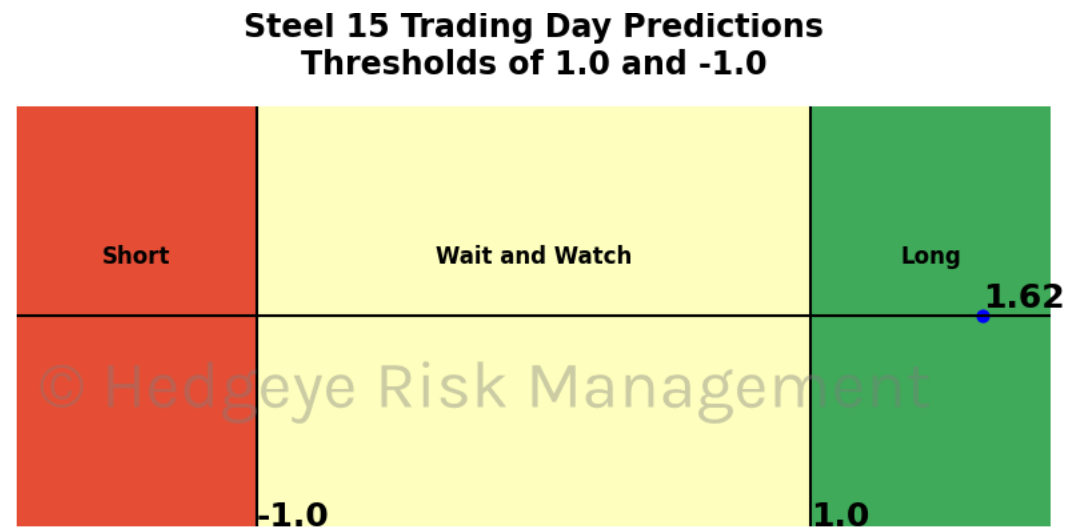 Steel 15 Trading Day Predictions
Thresholds of 1.0 and -1.0
Short
Wait and Watch
Long
1.62
© Hedgeye Risk Management
-1.0
1.0